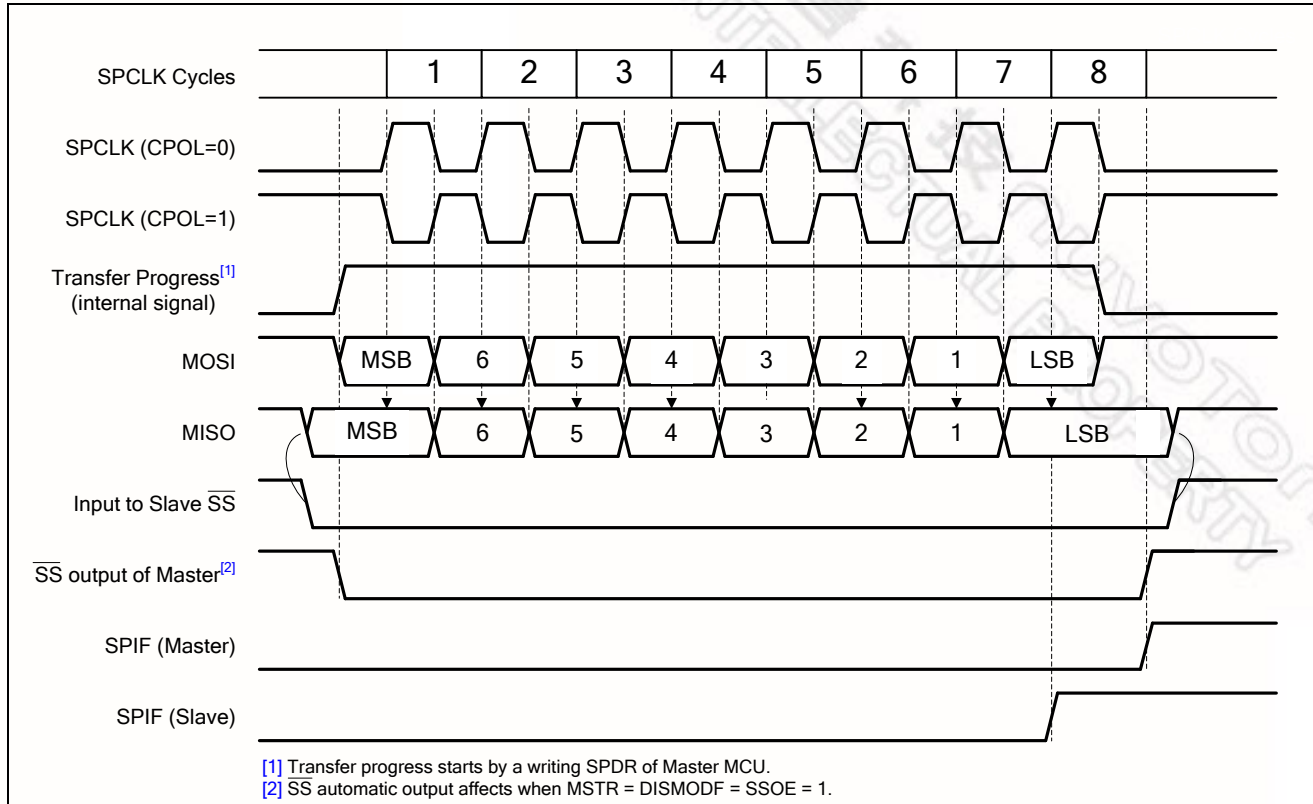 SPCLK Cycles
1 2 3 4 5 6 7 8
SPCLK (CPOL=0)
SPCLK (CPOL=1)
Transfer Progress[1]
(internal signal)
MOSI
MSB 6 5 4 3 2 1 LSB
MISO
MSB 6 5 4 3 2 1 LSB
Input to Slave SS
SS output of Master[2]
SPIF (Master)
SPIF (Slave)
[1] Transfer progress starts by a writing SPDR of Master MCU.
[2] SS automatic output affects when MSTR = DISMODF = SSOE = 1.
nuvoTon
INTELLECTUAL PROPERTY